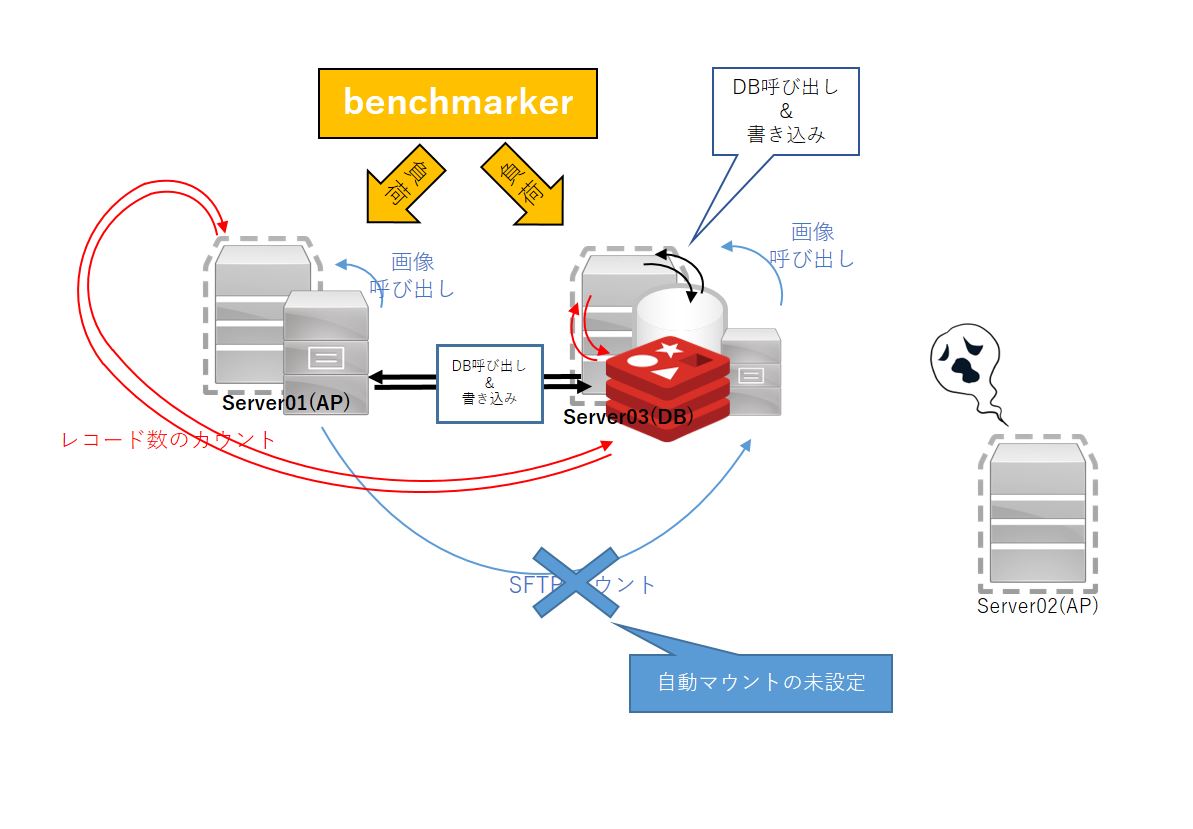 benchmarker
DB呼び出し
&
書き込み
負荷
負荷
画像
呼び出し
画像
呼び出し
DB呼び出し
&
書き込み
Server01(AP)
Server03(DB)
レコード数のカウント
SFTP
ウント
Server02(AP)
自動マウントの未設定